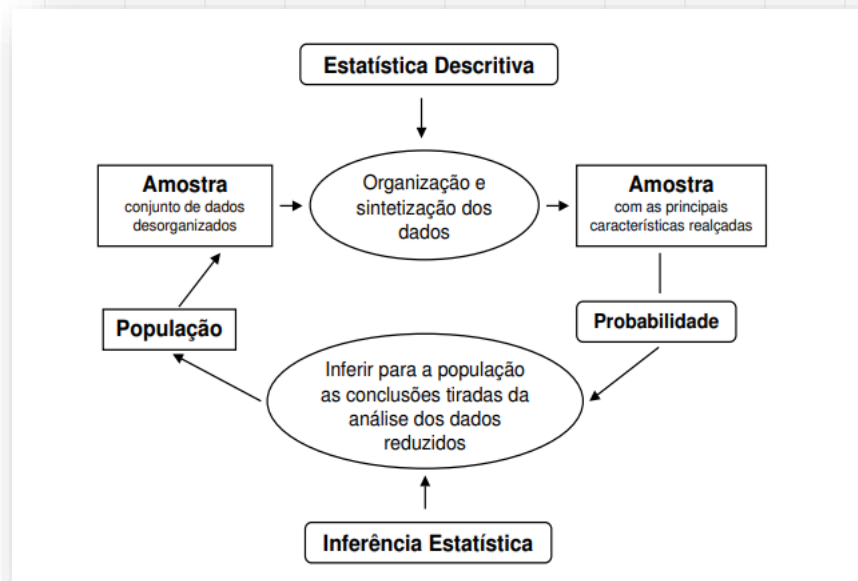 Estatística Descritiva
Amostra
conjunto de dados
desorganizados
Organização e
sintetização dos
dados
Amostra
com as principais
características realçadas
População
Probabilidade
Inferir para a população
as conclusões tiradas da
análise dos dados
reduzidos
Inferência Estatística